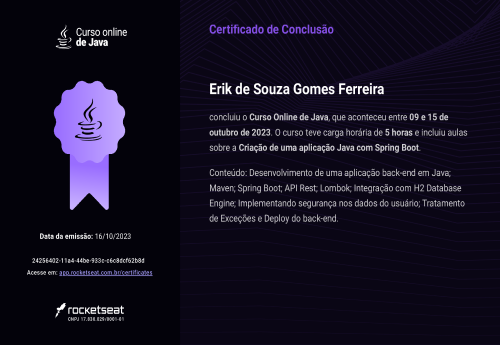 Curso online
de Java
Data da emissão: 16/10/2023
24256402-11a4-44be-933c-c6c8dcf62b8d
Acesse em: app.rocketseat.com.br/certificates
rocketseat
CNPJ 17.830.029/0001-61
Certificado de Conclusão
Erik de Souza Gomes Ferreira
concluiu o Curso Online de Java, que aconteceu entre 09 e 15 de
outubro de 2023. O curso teve carga horária de 5 horas e incluiu aulas
sobre a Criação de uma aplicação Java com Spring Boot.
Conteúdo: Desenvolvimento de uma aplicação back-end em Java;
Maven; Spring Boot; API Rest; Lombok; Integração com H2 Database
Engine; Implementando segurança nos dados do usuário; Tratamento
de Exceções e Deploy do back-end.